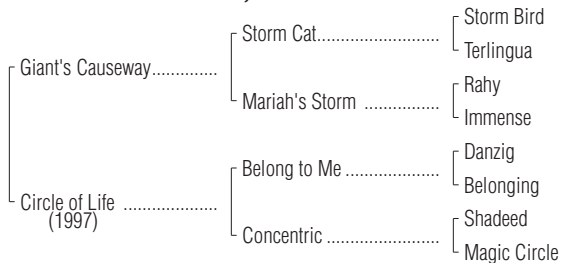 Storm Bird
Storm Cat....................
Terlingua
Giant's Causeway..............
Rahy
Mariah's Storm ................
Immense
Danzig
Belong to Me ....................
Belonging
Circle of Life ....................
(1997)
Shadeed
Concentric ........................
Magic Circle